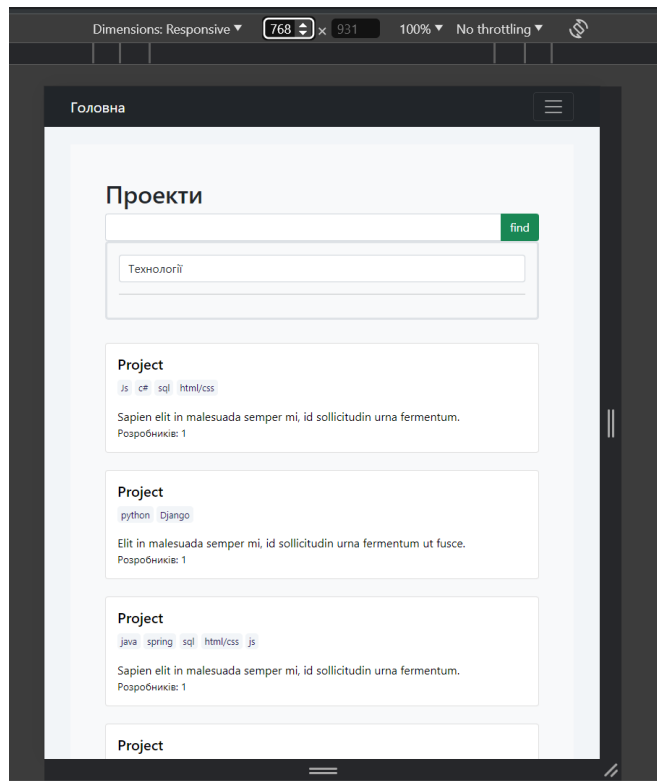 Dimensions: Responsive 768 × 931 100% No throttling
Головна
Проекти
find
Технології
Project
Js c# sql html/css
Sapien elit in malesuada semper mi, id sollicitudin urna fermentum.
Розробників: 1
Project
python Django
Elit in malesuada semper mi, id sollicitudin urna fermentum ut fusce.
Розробників: 1
Project
java spring sql html/css js
Sapien elit in malesuada semper mi, id sollicitudin urna fermentum.
Розробників: 1
Project